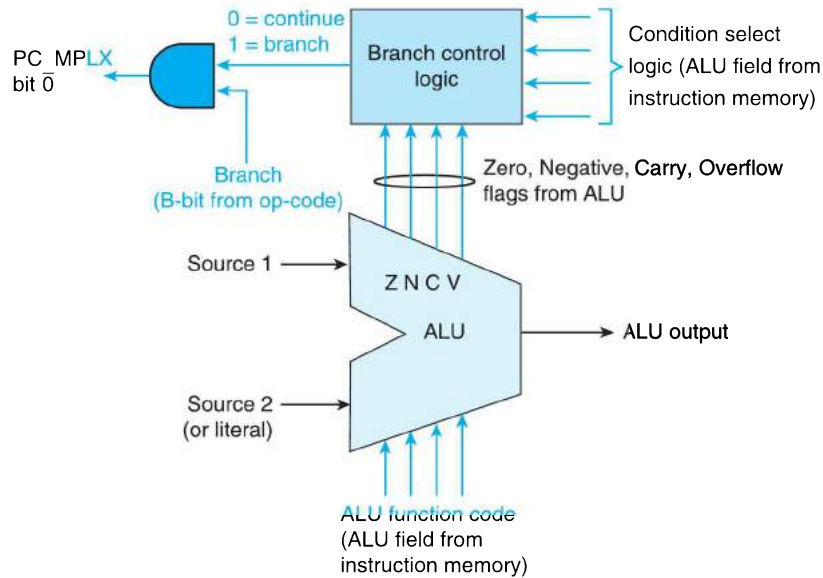 0 = continue
1 = branch
PC_MPLX
bit 0
Branch control
logic
Condition select
logic (ALU field from
instruction memory)
Branch
(B-bit from op-code)
Zero, Negative, Carry, Overflow
flags from ALU
Source 1
Z N C V
ALU
ALU output
Source 2
(or literal)
ALU function code
(ALU field from
instruction memory)